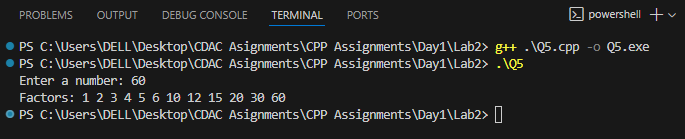 PROBLEMS OUTPUT DEBUG CONSOLE TERMINAL PORTS powershell
PS C:\Users\DELL\Desktop\CDAC Asignments\CPP Assignments\Day1\Lab2> g++ .\Q5.cpp -o Q5.exe
PS C:\Users\DELL\Desktop\CDAC Asignments\CPP Assignments\Day1\Lab2> .\Q5
Enter a number: 60
Factors: 1 2 3 4 5 6 10 12 15 20 30 60
PS C:\Users\DELL\Desktop\CDAC Asignments\CPP Assignments\Day1\Lab2>